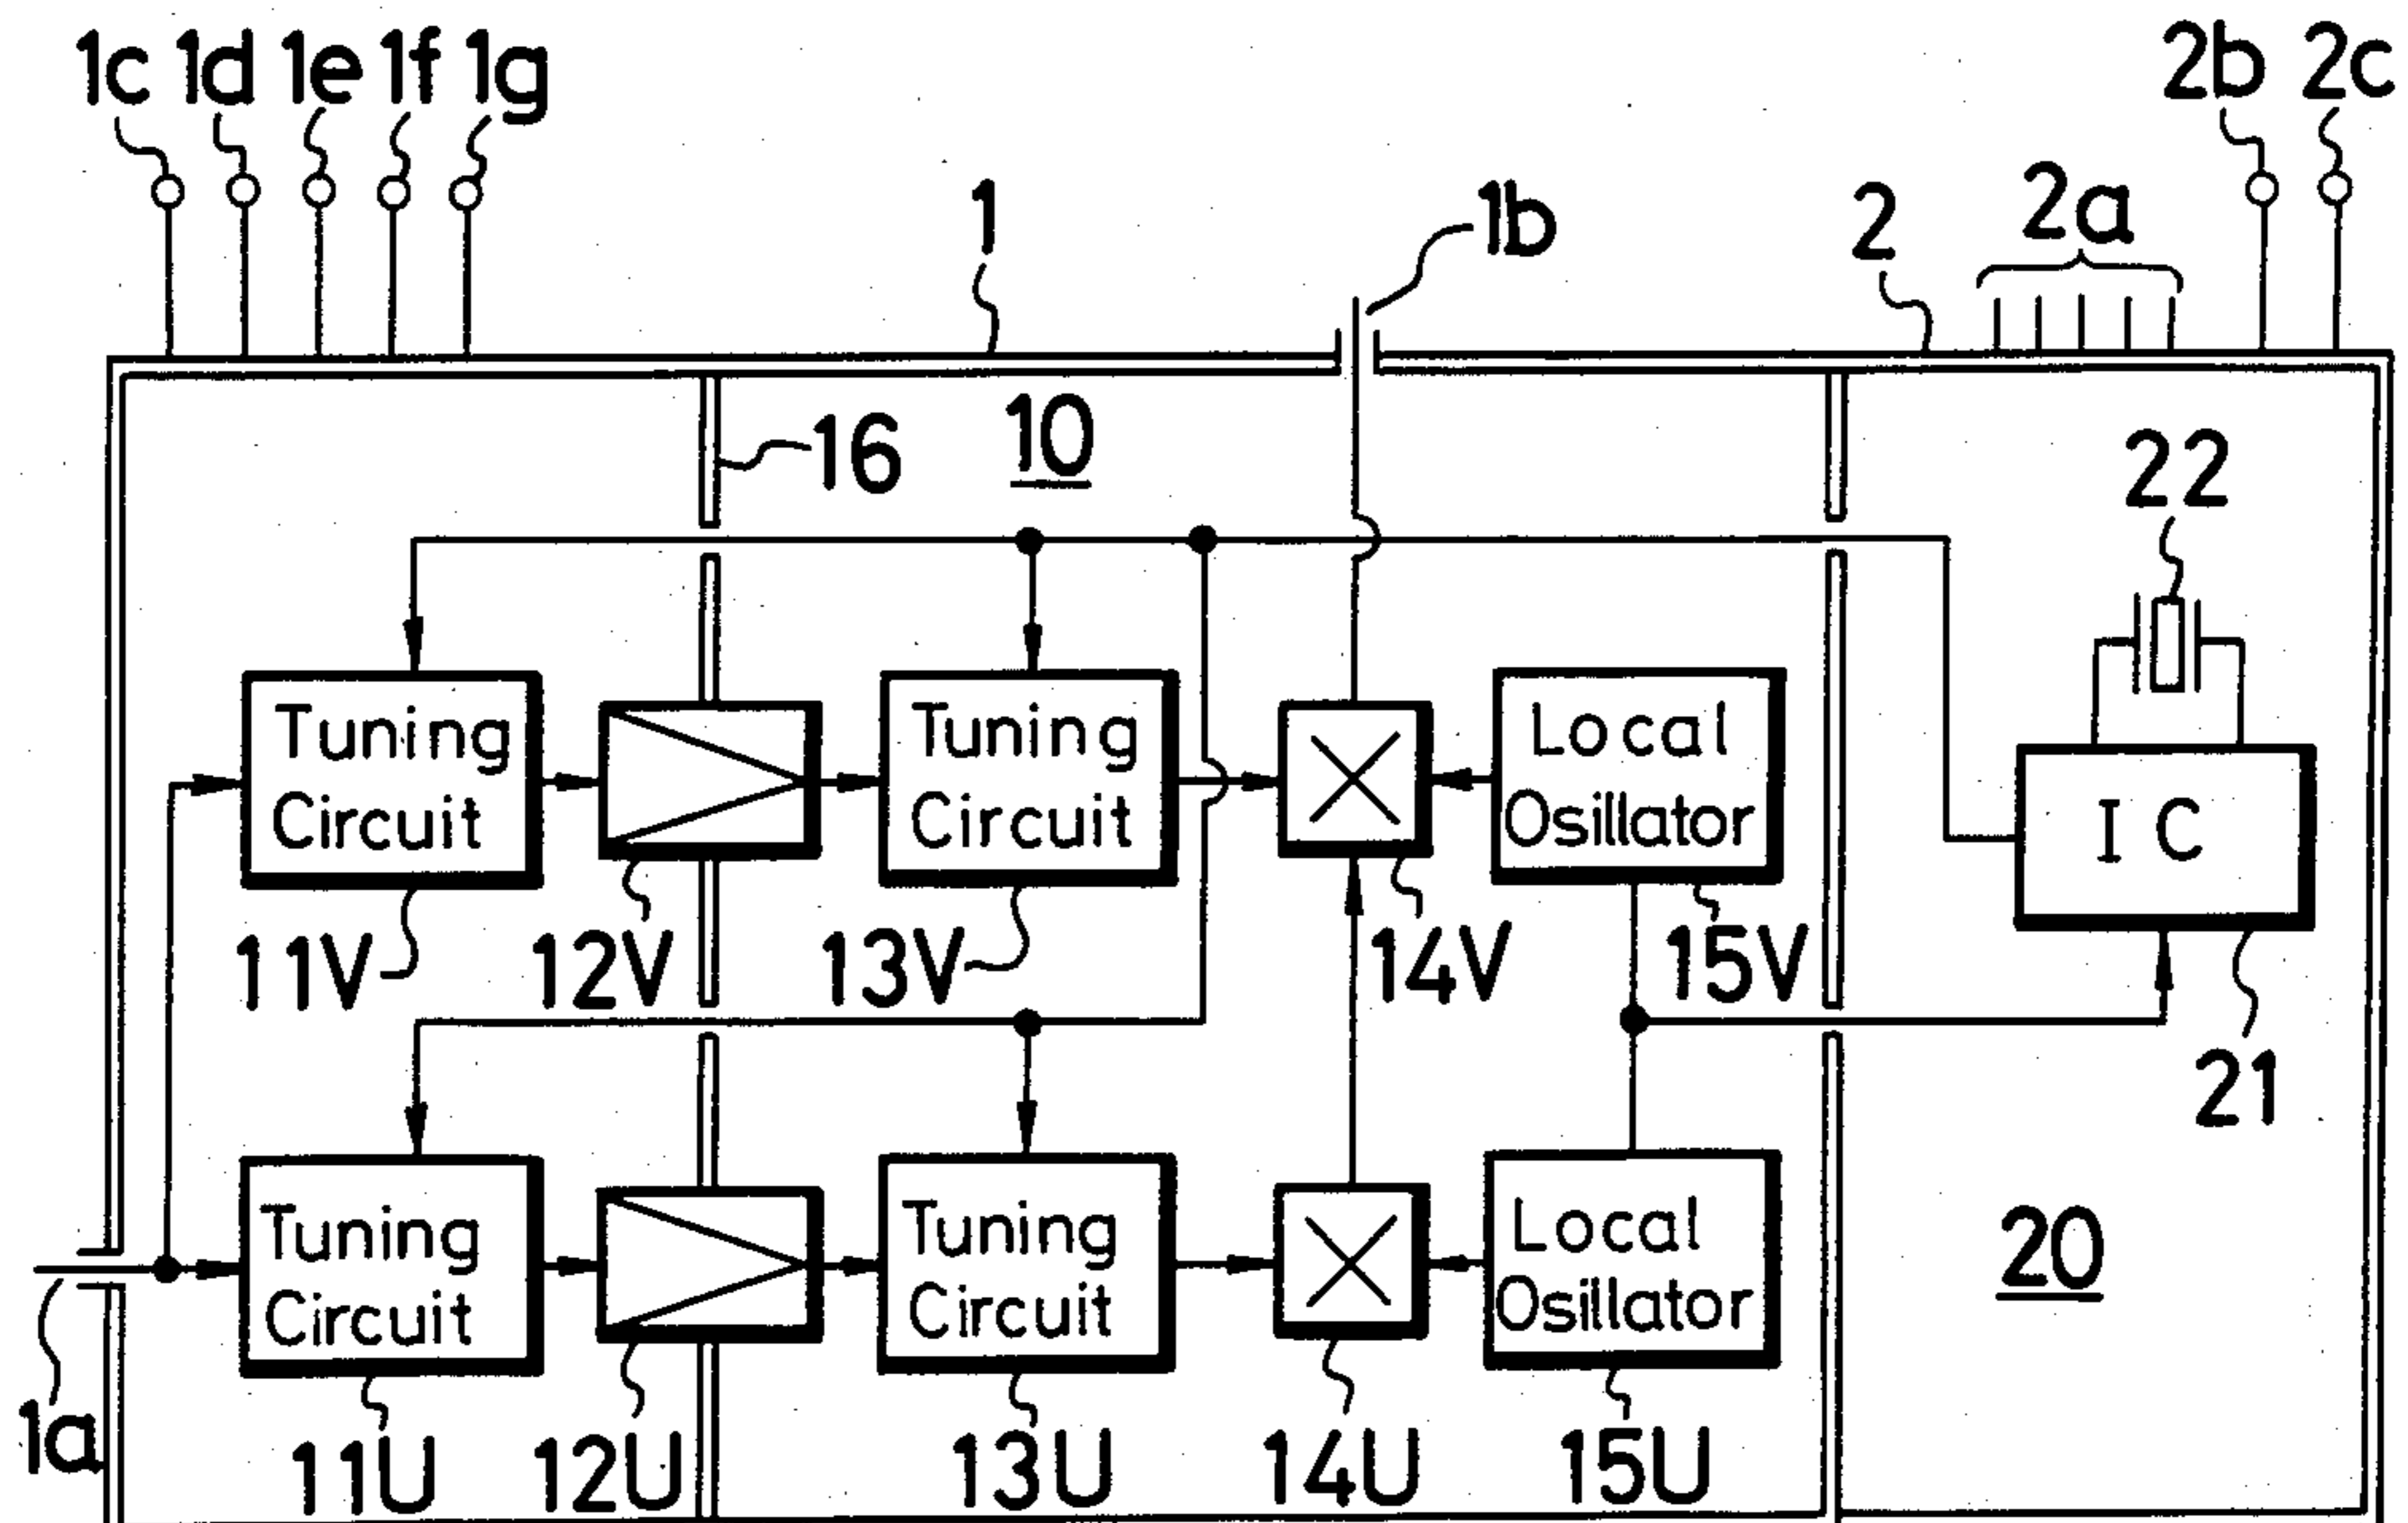 1c 1d 1e 1f 1g 2b 2c
1 1b 2 2a
16 10 22
Tuning
Circuit
Tuning
Circuit
Local
Osillator
IC
11V 12V 13V 14V 15V
21
Tuning
Circuit
Tuning
Circuit
Local
Osillator
20
1a 11U 12U 13U 14U 15U